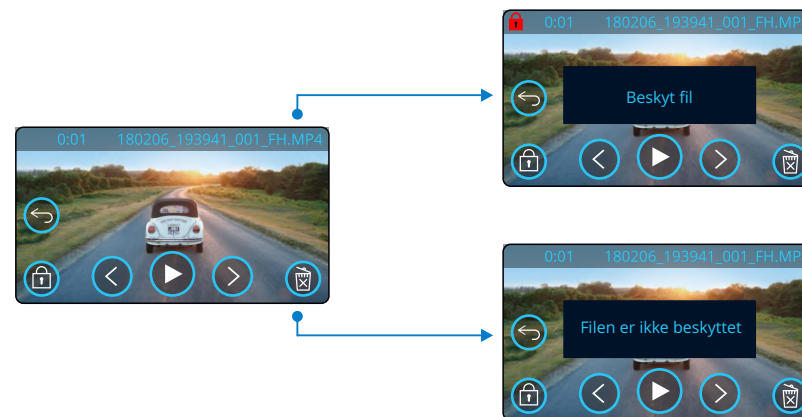 0:01 180206_193941_001_FH.MP4
0:01 180206_193941_001_FH.MP
Beskyt fil
0:01 180206_193941_001_FH.MP
Filen er ikke beskyttet